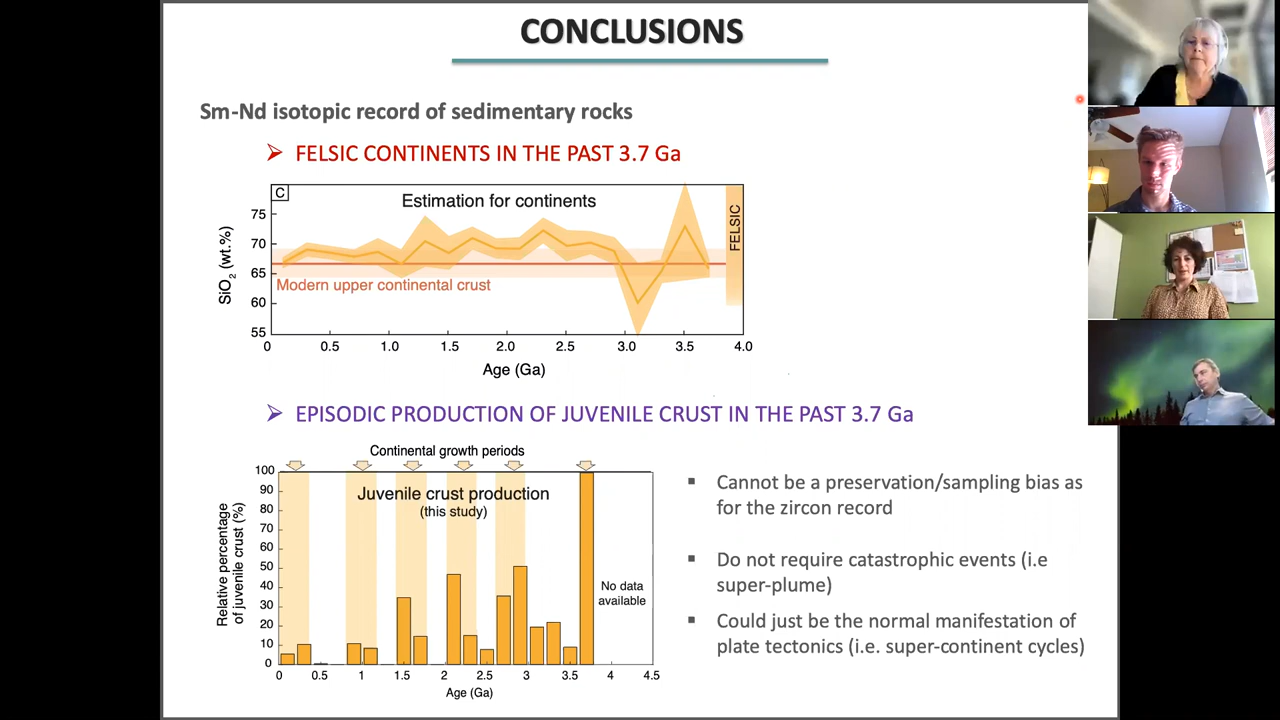 CONCLUSIONS
Sm-Nd isotopic record of sedimentary rocks
➢ FELSIC CONTINENTS IN THE PAST 3.7 Ga
C
Estimation for continents
FELSIC
75
70
65
60
55
SiO₂ (wt.%)
Modern upper continental crust
0 0.5 1.0 1.5 2.0 2.5 3.0 3.5 4.0
Age (Ga)
➢ EPISODIC PRODUCTION OF JUVENILE CRUST IN THE PAST 3.7 Ga
Continental growth periods
100
90
80
70
60
50
40
30
20
10
0
Relative percentage
of juvenile crust (%)
Juvenile crust production
(this study)
No data
available
0 0.5 1 1.5 2 2.5 3 3.5 4 4.5
Age (Ga)
▪ Cannot be a preservation/sampling bias as
for the zircon record
▪ Do not require catastrophic events (i.e
super-plume)
▪ Could just be the normal manifestation of
plate tectonics (i.e. super-continent cycles)